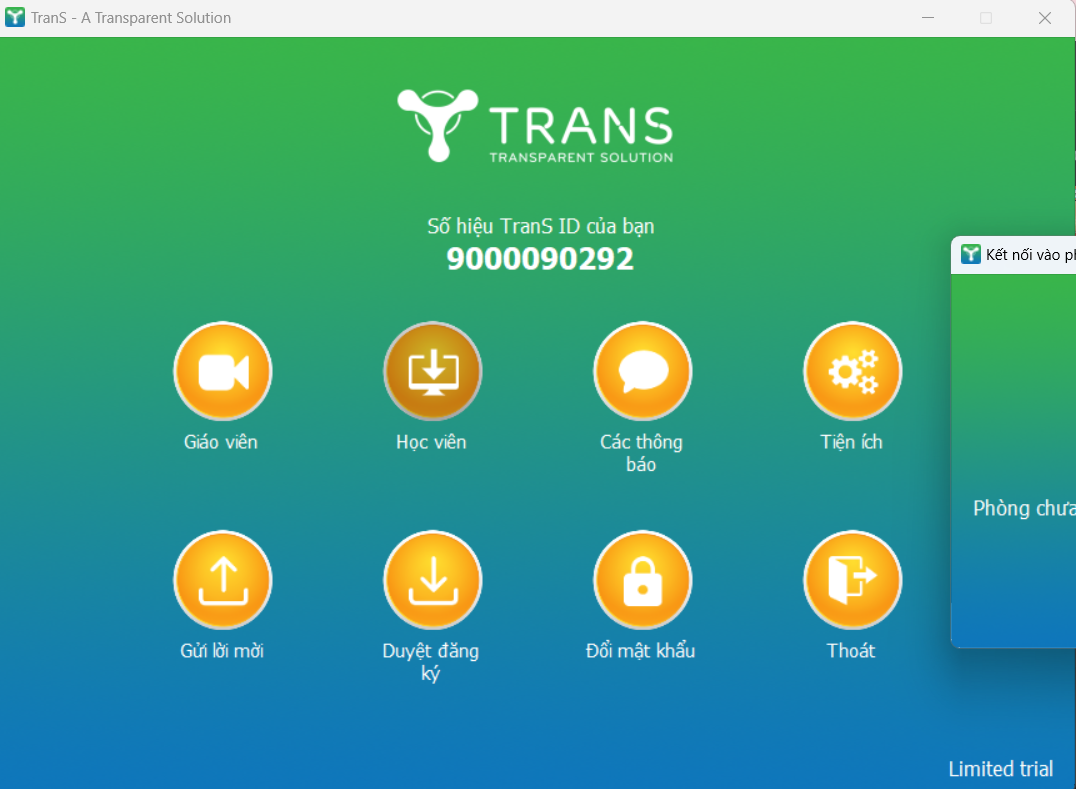 TranS - A Transparent Solution
TRANS
TRANSPARENT SOLUTION
Số hiệu TranS ID của bạn
9000090292
Kết nối vào
Giáo viên
Học viên
Các thông
báo
Tiện ích
Phòng chưa
Gửi lời mời
Duyệt đăng
ký
Đổi mật khẩu
Thoát
Limited trial